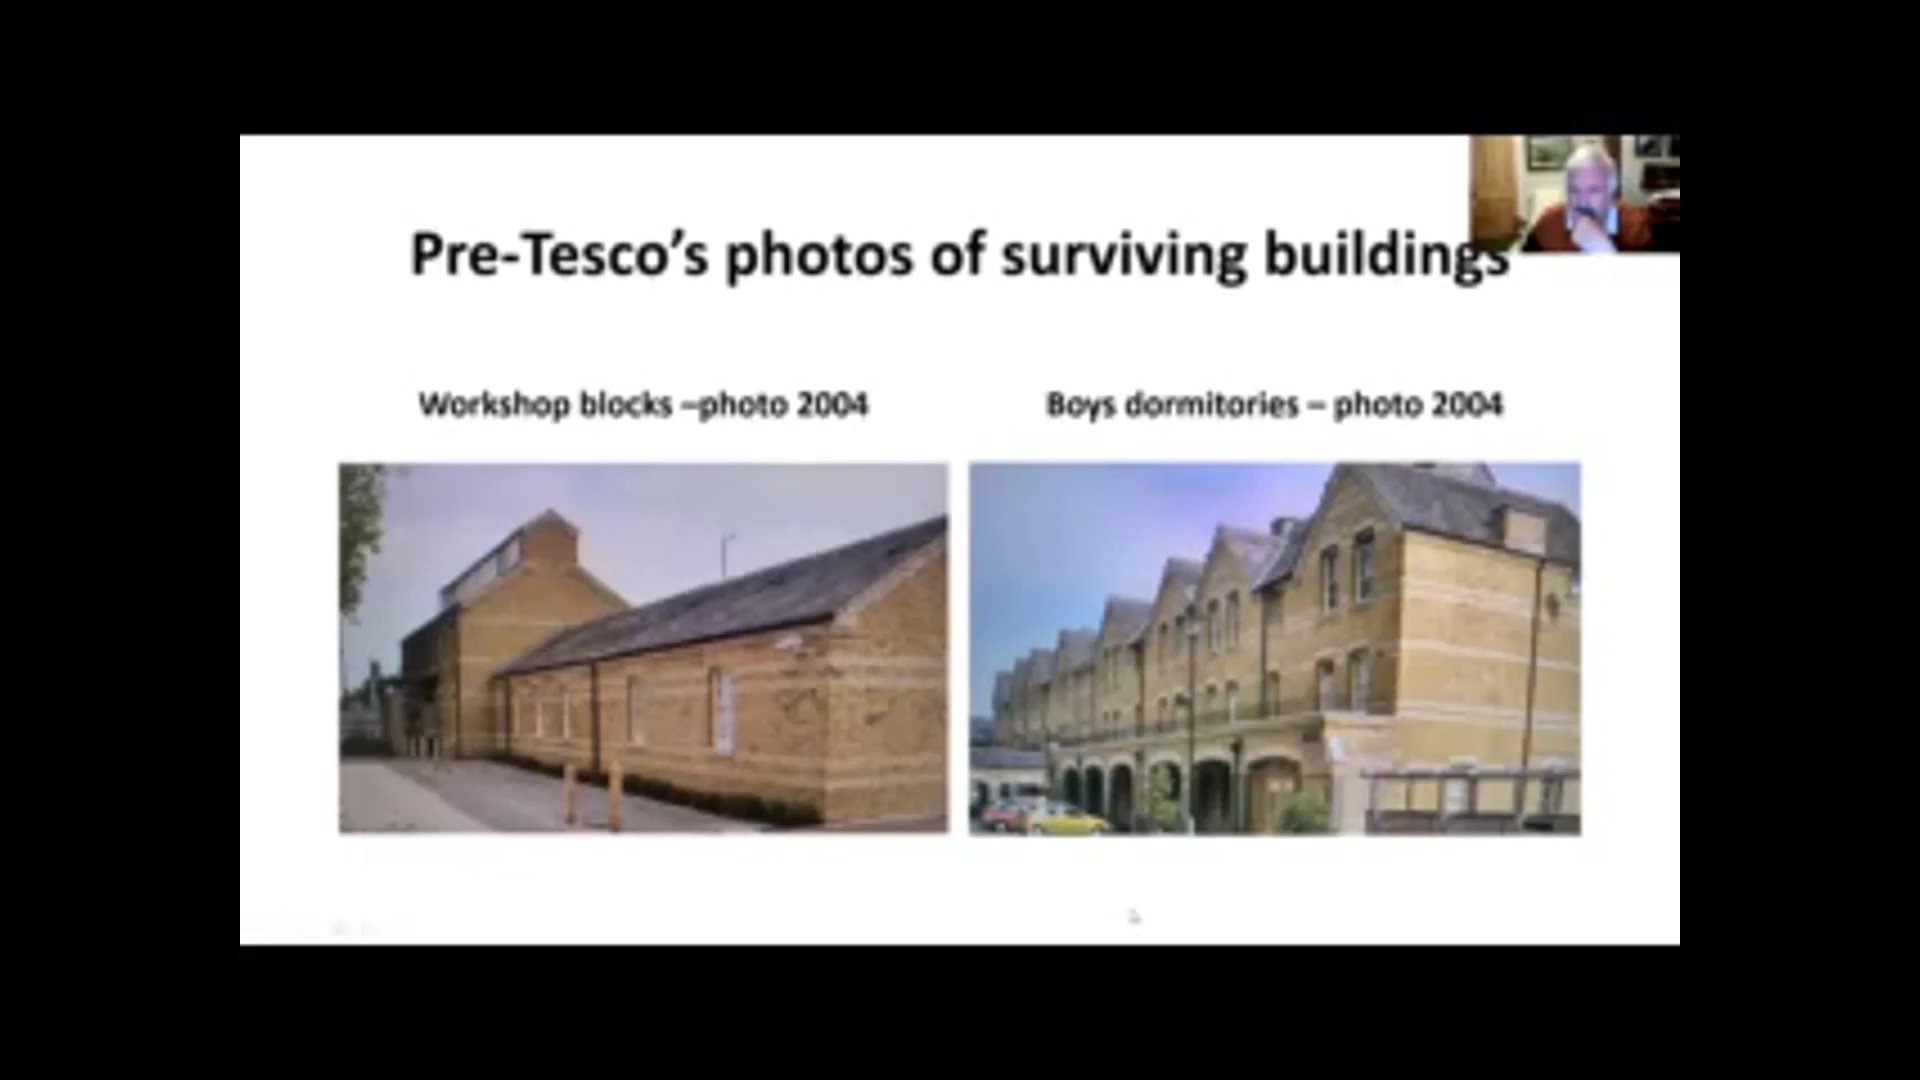 Pre-Tesco's photos of surviving buildings
Workshop blocks –photo 2004
Boys dormitories – photo 2004